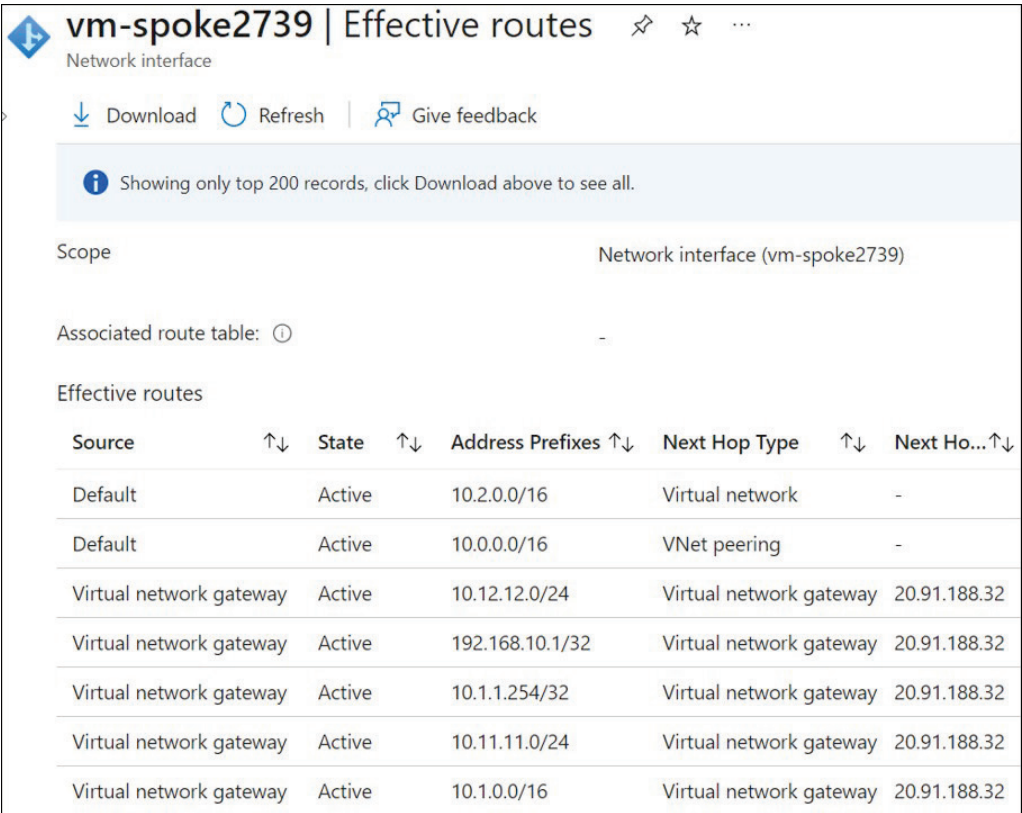 vm-spoke2739 | Effective routes ...
Network interface
Download Refresh Give feedback
Showing only top 200 records, click Download above to see all.
Scope Network interface (vm-spoke2739)
Associated route table: -
Effective routes
Source State Address Prefixes Next Hop Type Next Ho...
Default Active 10.2.0.0/16 Virtual network -
Default Active 10.0.0.0/16 VNet peering -
Virtual network gateway Active 10.12.12.0/24 Virtual network gateway 20.91.188.32
Virtual network gateway Active 192.168.10.1/32 Virtual network gateway 20.91.188.32
Virtual network gateway Active 10.1.1.254/32 Virtual network gateway 20.91.188.32
Virtual network gateway Active 10.11.11.0/24 Virtual network gateway 20.91.188.32
Virtual network gateway Active 10.1.0.0/16 Virtual network gateway 20.91.188.32